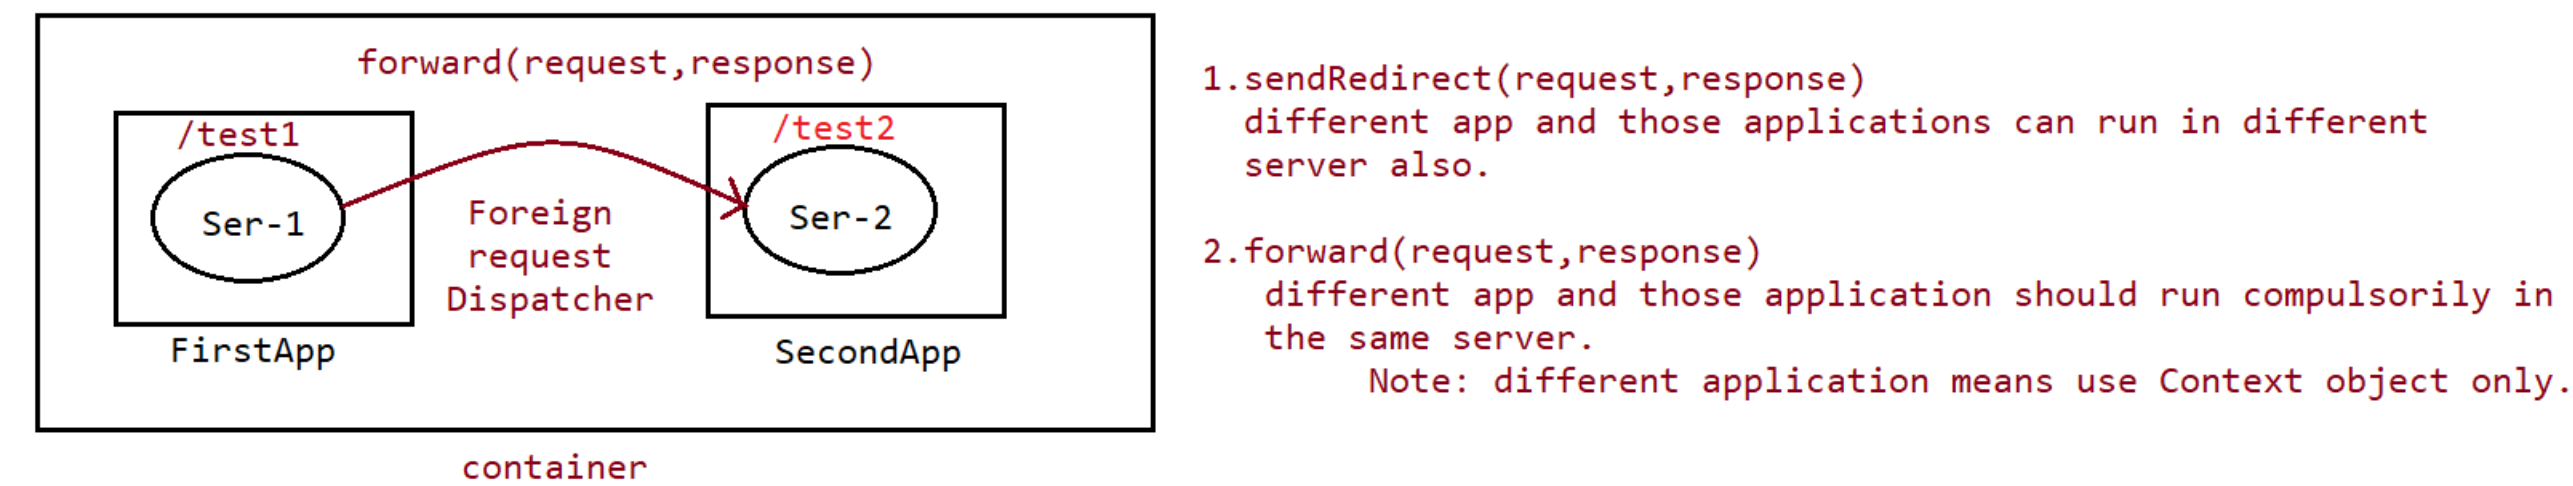 forward(request,response)
/test1
/test2
Ser-1
Ser-2
Foreign
request
Dispatcher
FirstApp
SecondApp
container
1.sendRedirect(request,response)
different app and those applications can run in different
server also.
2.forward(request,response)
different app and those application should run compulsorily in
the same server.
Note: different application means use Context object only.